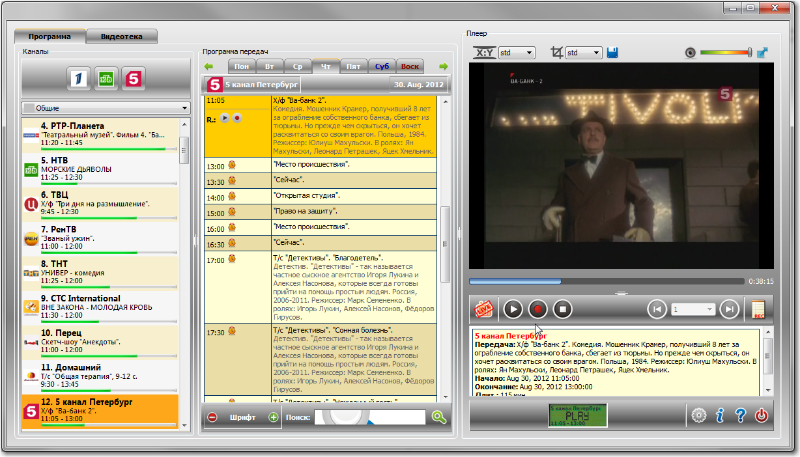 Программа
Видеотека
Каналы
Общие
4. РТР-Планета
"Театральный музей". Фильм 4. "Ба...
11:20 - 11:45
5. НТВ
МОРСКИЕ ДЬЯВОЛЫ
11:25 - 12:30
6. ТВЦ
Х/ф "Три дня на размышление".
9:45 - 12:30
7. РенТВ
"Званый ужин".
11:00 - 12:00
8. ТНТ
УНИВЕР - комедия
11:25 - 12:00
9. СТС International
ВНЕ ЗАКОНА - МОЛОДАЯ КРОВЬ
11:30 - 12:00
10. Перец
Скетч-шоу "Анекдоты".
11:00 - 12:00
11. Домашний
Т/с "Общая терапия", 9-12 с.
9:30 - 13:45
12. 5 канал Петербург
Х/ф "Ва-банк 2".
11:05 - 13:00
Программа передач
Пон
Вт
Ср
Чт
Пят
Суб
Воск
5 канал Петербург
30. Aug. 2012
11:05
Х/ф "Ва-банк 2".
R.:
Комедия. Мошенник Крамер, получивший 8 лет
за ограбление собственного банка, сбегает из
тюрьмы. Но прежде чем скрыться, он хочет
расквитаться со своим врагом. Польша, 1984.
Режиссер: Юлиуш Махульски. В ролях: Ян
Махульски, Леонард Петрашек, Яцек Хмельник.
13:00 "Место происшествия".
13:30 "Сейчас".
14:00 "Открытая студия".
15:00 "Право на защиту".
16:00 "Место происшествия".
16:30 "Сейчас".
17:00 Т/с "Детективы". "Благодетель".
Детектив. "Детективы" - так называется
частное сыскное агентство Игоря Лукина и
Алексея Насонова, которые всегда готовы
прийти на помощь простым людям. Россия,
2006-2011. Режиссер: Марк Сепененко. В
ролях: Игорь Лукин, Алексей Насонов, Фёдор
Гирусов.
17:30 Т/с "Детективы". "Сонная болезнь".
Детектив. "Детективы" - так называется
частное сыскное агентство Игоря Лукина и
Алексея Насонова, которые всегда готовы
прийти на помощь простым людям. Россия,
2006-2011. Режиссер: Марк Сепененко. В
ролях: Игорь Лукин, Алексей Насонов, Фёдор
Гирусов.
Шрифт
Поиск:
Плеер
X:Y
std
std
ВА-БАНК - 2
TIVOLI
0:38:15
LIVE
1
REC
5 канал Петербург
Передача: Х/ф "Ва-банк 2". Комедия. Мошенник Крамер, получивший 8 лет за
ограбление собственного банка, сбегает из тюрьмы. Но прежде чем скрыться, он
хочет расквитаться со своим врагом. Польша, 1984. Режиссер: Юлиуш Махульски. В
ролях: Ян Махульски, Леонард Петрашек, Яцек Хмельник.
Начало: Aug 30, 2012 11:05:00
Окончание: Aug 30, 2012 13:00:00
5 канал Петербург
PLAY
11:05 - 13:00